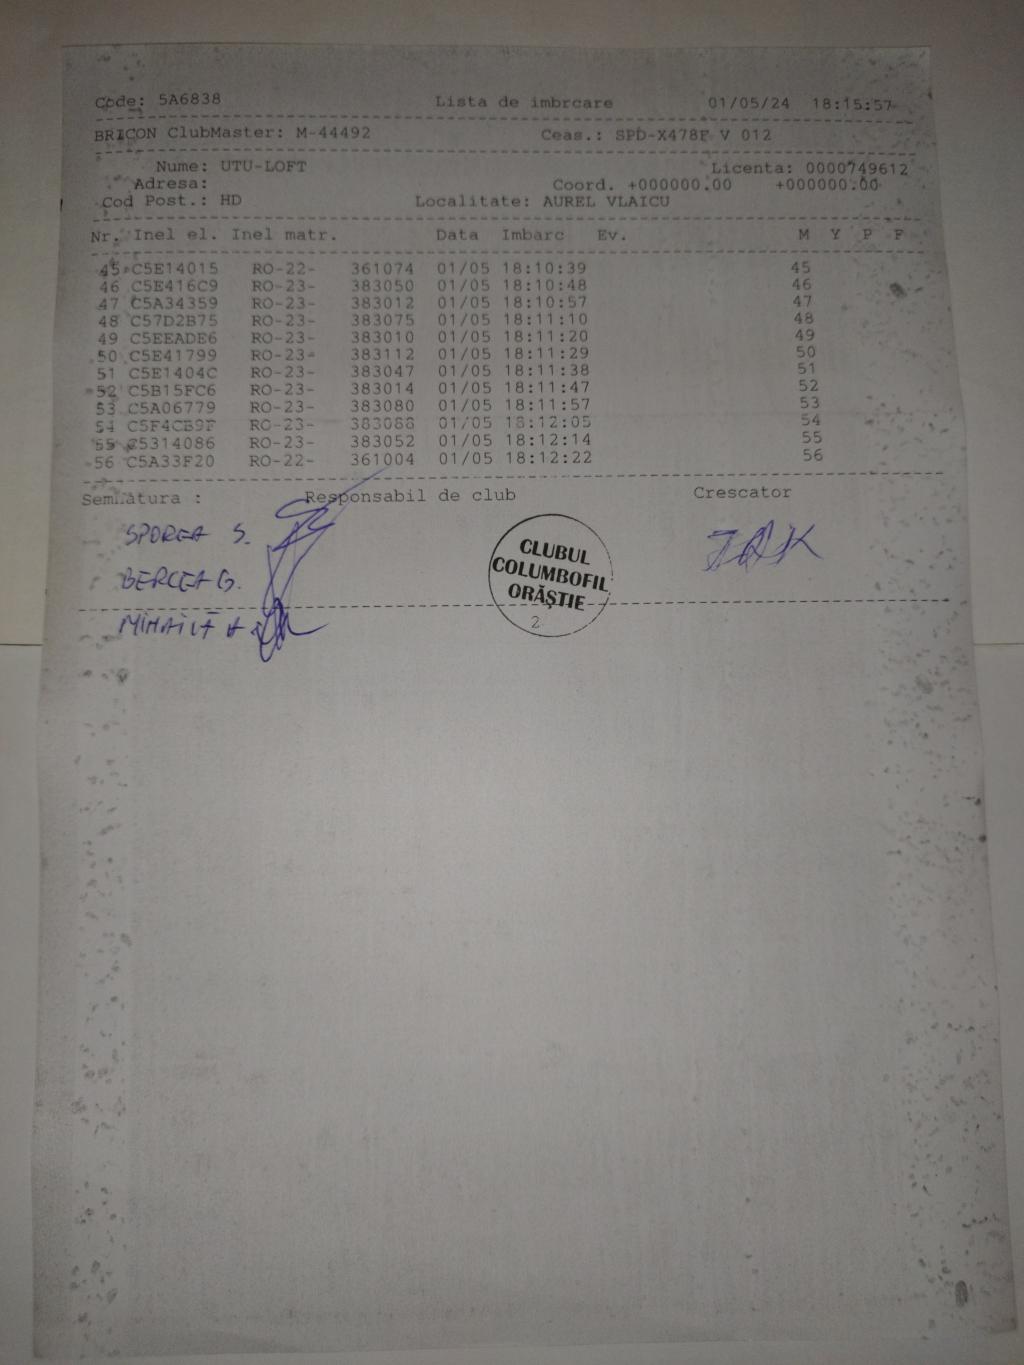 Code: 5A6838 Lista de imbrcare 01/05/24 18:15:57
BRICON ClubMaster: M-44492 Ceas.: SPD-X478F V 012
Nume: UTU-LOFT Licenta: 0000749612
Adresa: Coord. +000000.00 +000000.00
Cod Post.: HD Localitate: AUREL VLAICU
Nr. Inel el. Inel matr. Data Imbarc Ev. M Y P F
45 C5E14015 RO-22- 361074 01/05 18:10:39 45
46 C5E416C9 RO-23- 383050 01/05 18:10:48 46
47 C5A34359 RO-23- 383012 01/05 18:10:57 47
48 C57D2B75 RO-23- 383075 01/05 18:11:10 48
49 C5EEADE6 RO-23- 383010 01/05 18:11:20 49
50 C5E41799 RO-23- 383112 01/05 18:11:29 50
51 C5E1404C RO-23- 383047 01/05 18:11:38 51
52 C5B15FC6 RO-23- 383014 01/05 18:11:47 52
53 C5A06779 RO-23- 383080 01/05 18:11:57 53
54 C5F4CB9F RO-23- 383088 01/05 18:12:05 54
55 C5314086 RO-23- 383052 01/05 18:12:14 55
56 C5A33F20 RO-22- 361004 01/05 18:12:22 56
Semnatura : Responsabil de club Crescator
SPOREA S.
BERCEA G.
MIHAILĂ A
CLUBUL
COLUMBOFIL
ORĂȘTIE
2